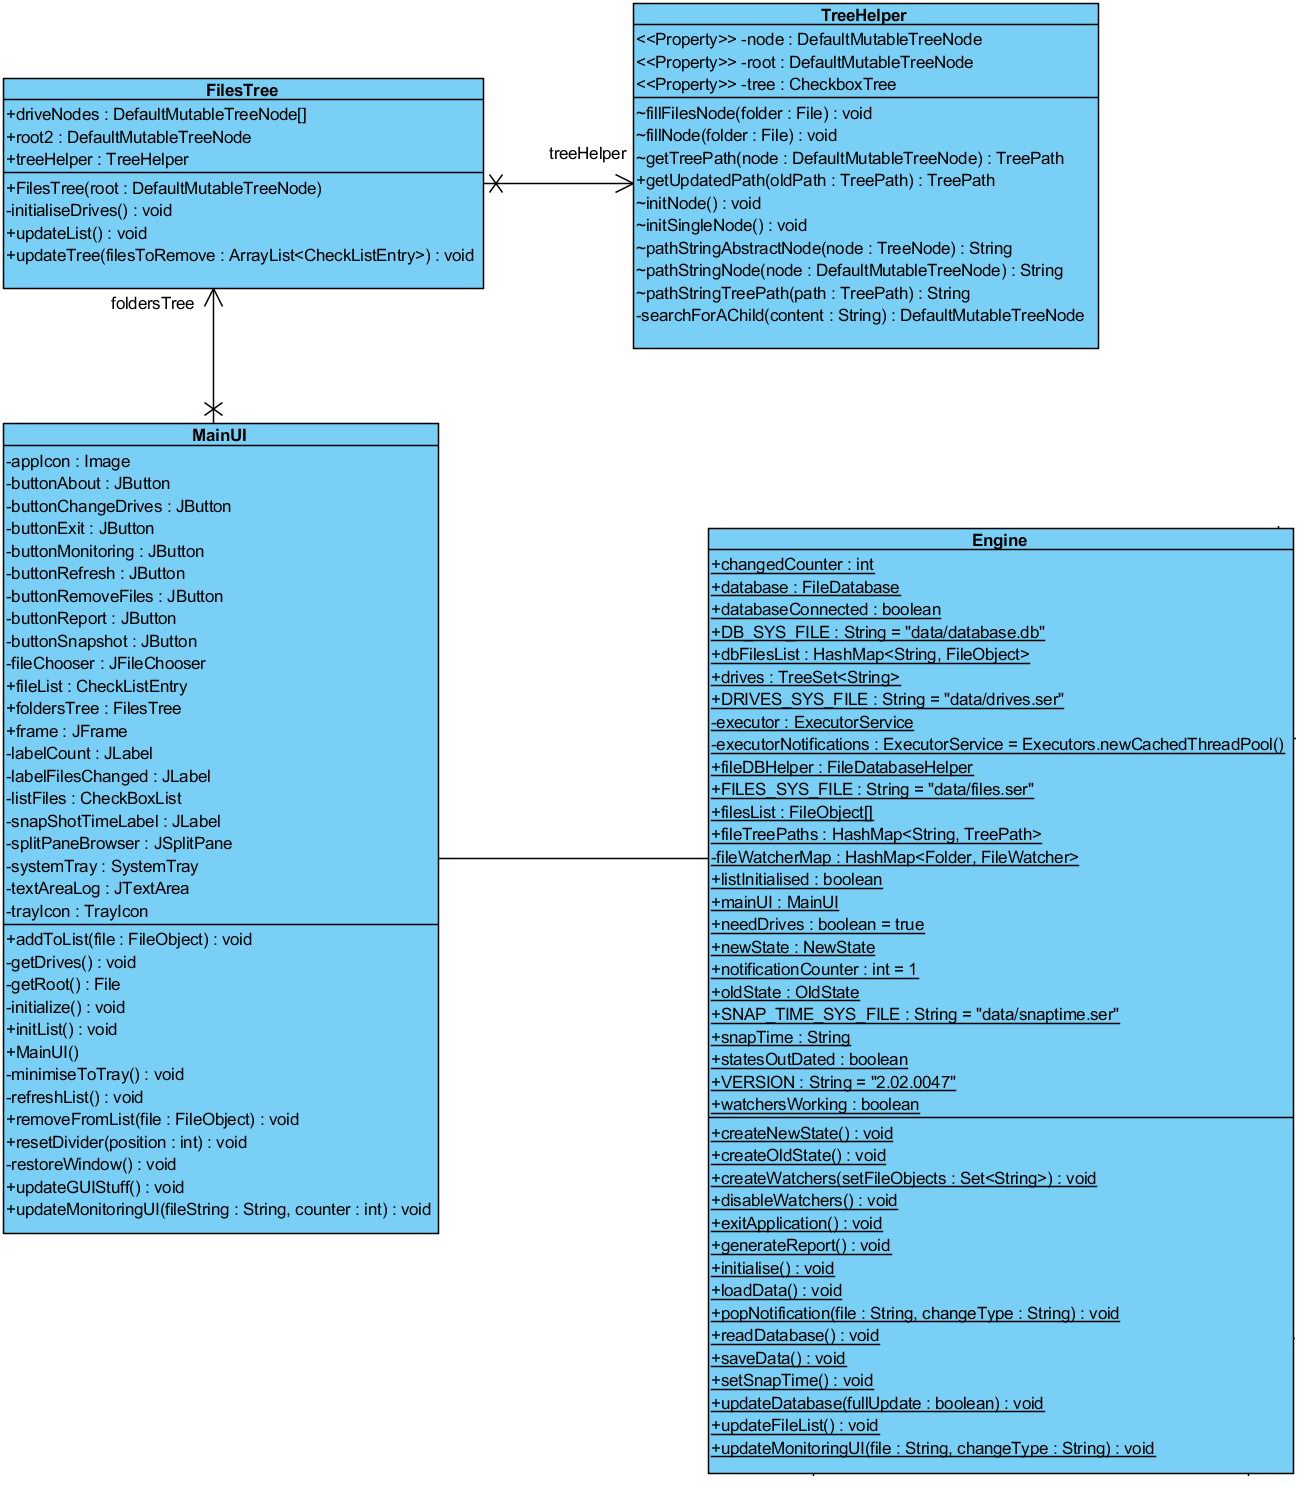 TreeHelper
<<Property>> -node : DefaultMutableTreeNode
<<Property>> -root : DefaultMutableTreeNode
<<Property>> -tree : CheckboxTree
~fillFilesNode(folder : File) : void
~fillNode(folder : File) : void
~getTreePath(node : DefaultMutableTreeNode) : TreePath
+getUpdatedPath(oldPath : TreePath) : TreePath
~initNode() : void
~initSingleNode() : void
~pathStringAbstractNode(node : TreeNode) : String
~pathStringNode(node : DefaultMutableTreeNode) : String
~pathStringTreePath(path : TreePath) : String
-searchForAChild(content : String) : DefaultMutableTreeNode
FilesTree
+driveNodes : DefaultMutableTreeNode[]
+root2 : DefaultMutableTreeNode
+treeHelper : TreeHelper
+FilesTree(root : DefaultMutableTreeNode)
-initialiseDrives() : void
+updateList() : void
+updateTree(filesToRemove : ArrayList<CheckListEntry>) : void
treeHelper
foldersTree
MainUI
-appIcon : Image
-buttonAbout : JButton
-buttonChangeDrives : JButton
-buttonExit : JButton
-buttonMonitoring : JButton
-buttonRefresh : JButton
-buttonRemoveFiles : JButton
-buttonReport : JButton
-buttonSnapshot : JButton
-fileChooser : JFileChooser
+fileList : CheckListEntry
+foldersTree : FilesTree
+frame : JFrame
-labelCount : JLabel
-labelFilesChanged : JLabel
-listFiles : CheckBoxList
-snapShotTimeLabel : JLabel
-splitPaneBrowser : JSplitPane
-systemTray : SystemTray
-textAreaLog : JTextArea
-trayIcon : TrayIcon
+addToList(file : FileObject) : void
-getDrives() : void
-getRoot() : File
-initialize() : void
+initList() : void
+MainUI()
-minimiseToTray() : void
-refreshList() : void
+removeFromList(file : FileObject) : void
+resetDivider(position : int) : void
-restoreWindow() : void
+updateGUIStuff() : void
+updateMonitoringUI(fileString : String, counter : int) : void
Engine
+changedCounter : int
+database : FileDatabase
+databaseConnected : boolean
+DB_SYS_FILE : String = "data/database.db"
+dbFilesList : HashMap<String, FileObject>
+drives : TreeSet<String>
+DRIVES_SYS_FILE : String = "data/drives.ser"
-executor : ExecutorService
-executorNotifications : ExecutorService = Executors.newCachedThreadPool()
+fileDBHelper : FileDatabaseHelper
+FILES_SYS_FILE : String = "data/files.ser"
+filesList : FileObject[]
+fileTreePaths : HashMap<String, TreePath>
-fileWatcherMap : HashMap<Folder, FileWatcher>
+listInitialised : boolean
+mainUI : MainUI
+needDrives : boolean = true
+newState : NewState
+notificationCounter : int = 1
+oldState : OldState
+SNAP_TIME_SYS_FILE : String = "data/snaptime.ser"
+snapTime : String
+statesOutDated : boolean
+VERSION : String = "2.02.0047"
+watchersWorking : boolean
+createNewState() : void
+createOldState() : void
+createWatchers(setFileObjects : Set<String>) : void
+disableWatchers() : void
+exitApplication() : void
+generateReport() : void
+initialise() : void
+loadData() : void
+popNotification(file : String, changeType : String) : void
+readDatabase() : void
+saveData() : void
+setSnapTime() : void
+updateDatabase(fullUpdate : boolean) : void
+updateFileList() : void
+updateMonitoringUI(file : String, changeType : String) : void